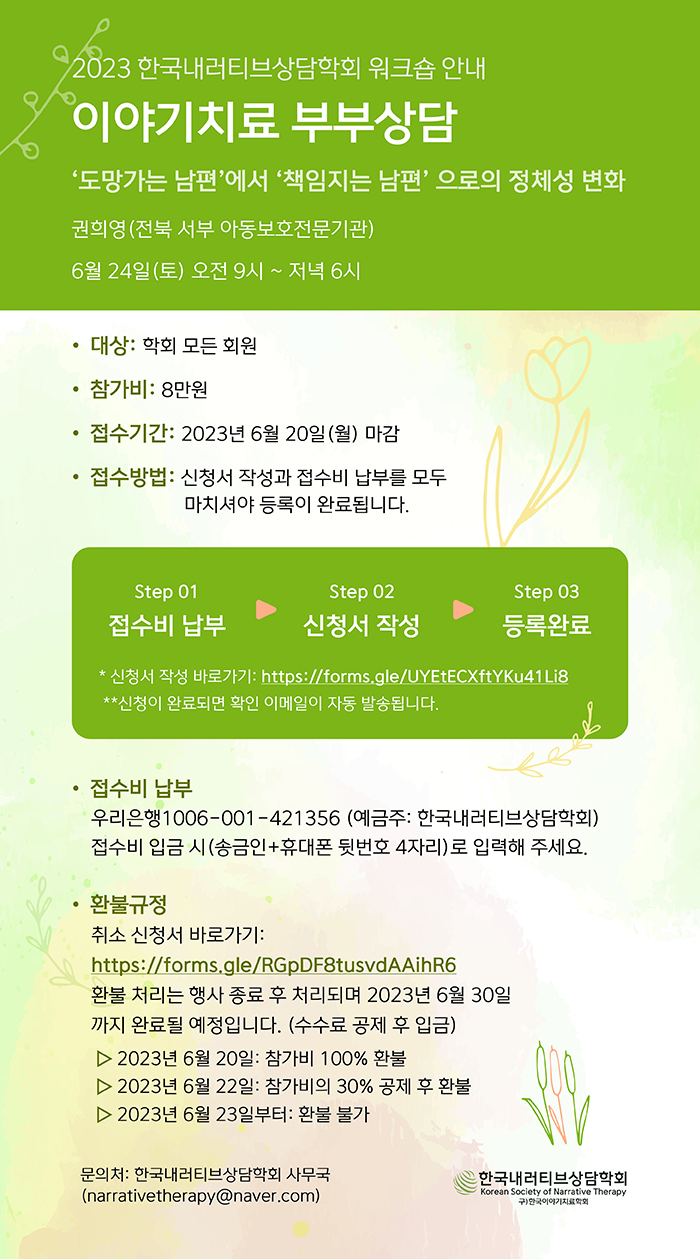 2023 한국내러티브상담학회 워크숍 안내
이야기치료 부부상담
‘도망가는 남편’에서 ‘책임지는 남편’ 으로의 정체성 변화
권희영(전북 서부 아동보호전문기관)
6월 24일(토) 오전 9시 ~ 저녁 6시
• 대상: 학회 모든 회원
• 참가비: 8만원
• 접수기간: 2023년 6월 20일(월) 마감
• 접수방법: 신청서 작성과 접수비 납부를 모두
마치셔야 등록이 완료됩니다.
Step 01 Step 02 Step 03
접수비 납부 신청서 작성 등록완료
* 신청서 작성 바로가기: https://forms.gle/UYEtECXftYKu41Li8
**신청이 완료되면 확인 이메일이 자동 발송됩니다.
• 접수비 납부
우리은행1006-001-421356 (예금주: 한국내러티브상담학회)
접수비 입금 시(송금인+휴대폰 뒷번호 4자리)로 입력해 주세요.
• 환불규정
취소 신청서 바로가기:
https://forms.gle/RGpDF8tusvdAAihR6
환불 처리는 행사 종료 후 처리되며 2023년 6월 30일
까지 완료될 예정입니다. (수수료 공제 후 입금)
▷ 2023년 6월 20일: 참가비 100% 환불
▷ 2023년 6월 22일: 참가비의 30% 공제 후 환불
▷ 2023년 6월 23일부터: 환불 불가
문의처: 한국내러티브상담학회 사무국
(narrativetherapy@naver.com)
한국내러티브상담학회
Korean Society of Narrative Therapy
구)한국이야기치료학회